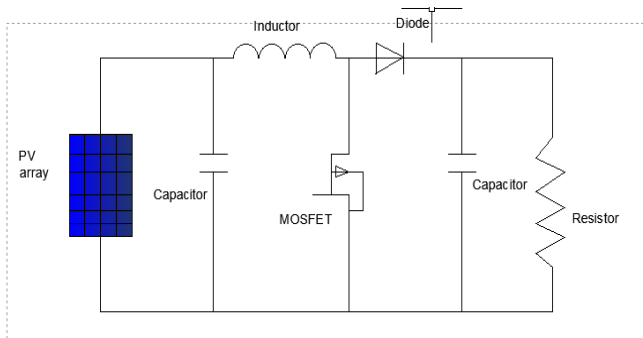 Inductor
Diode
PV
array
Capacitor
MOSFET
Capacitor
Resistor